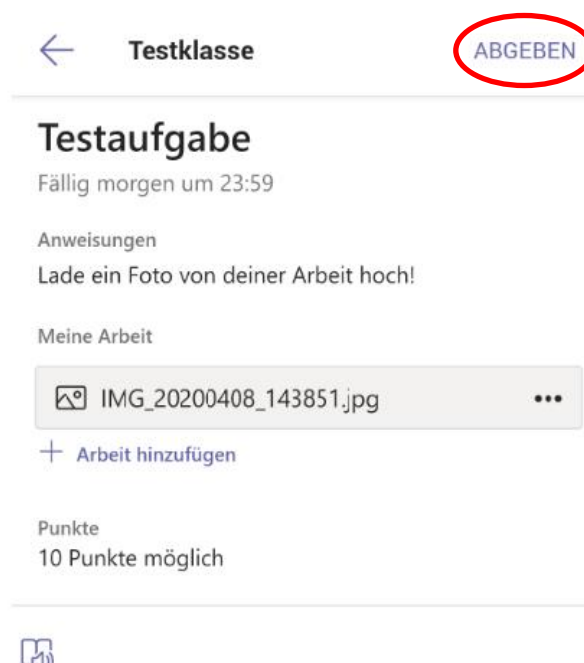 Testklasse ABGEBEN
Testaufgabe
Fällig morgen um 23:59
Anweisungen
Lade ein Foto von deiner Arbeit hoch!
Meine Arbeit
IMG_20200408_143851.jpg
Arbeit hinzufügen
Punkte
10 Punkte möglich